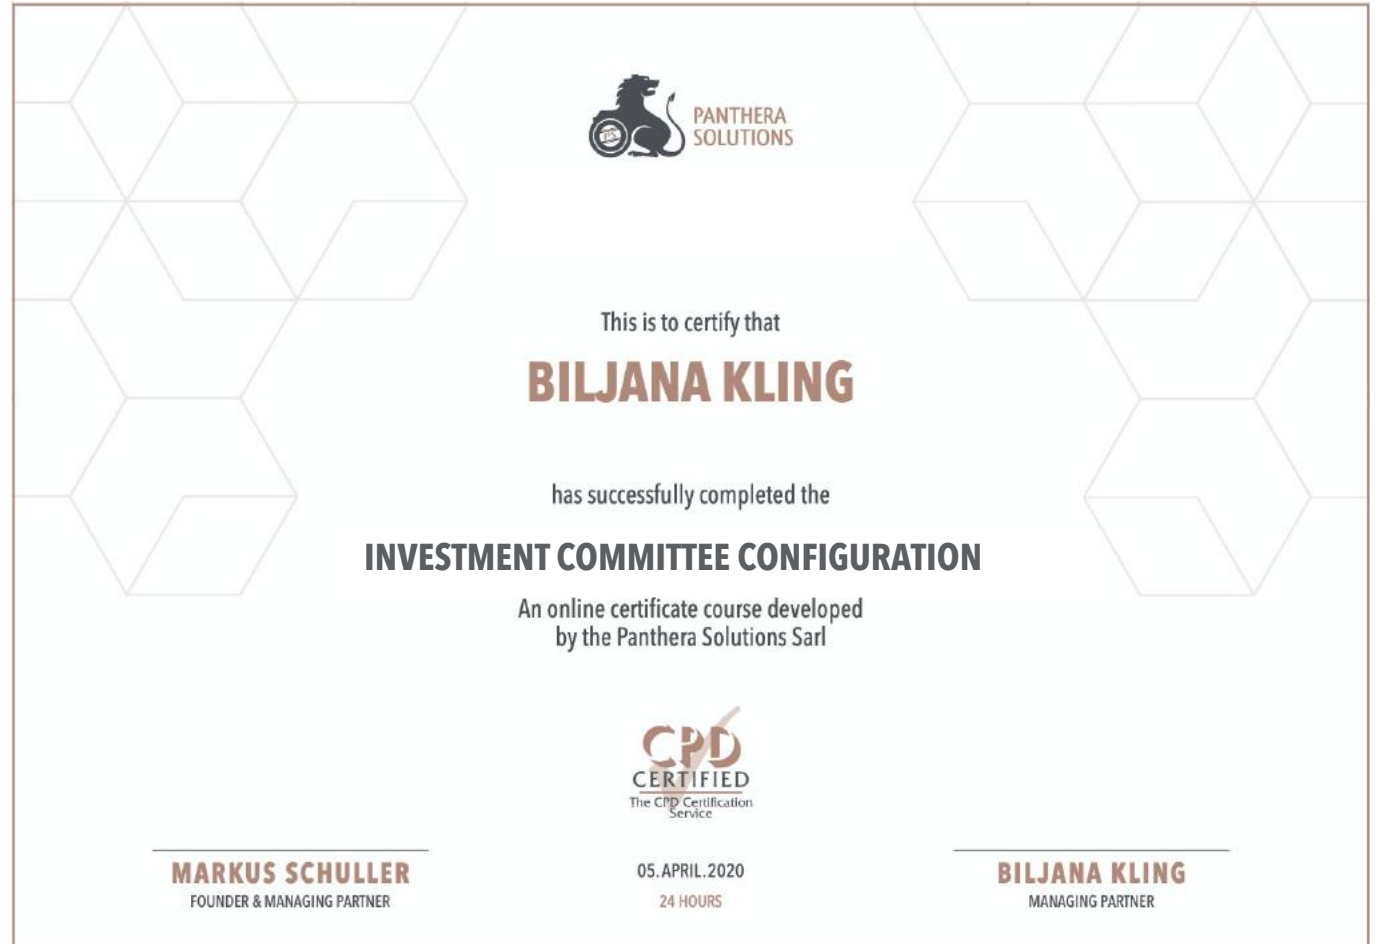 PANTHERA
SOLUTIONS
PS
This is to certify that
BILJANA KLING
has successfully completed the
INVESTMENT COMMITTEE CONFIGURATION
An online certificate course developed
by the Panthera Solutions Sarl
CPD
CERTIFIED
The CPD Certification
Service
MARKUS SCHULLER
FOUNDER & MANAGING PARTNER
05.APRIL.2020
24 HOURS
BILJANA KLING
MANAGING PARTNER